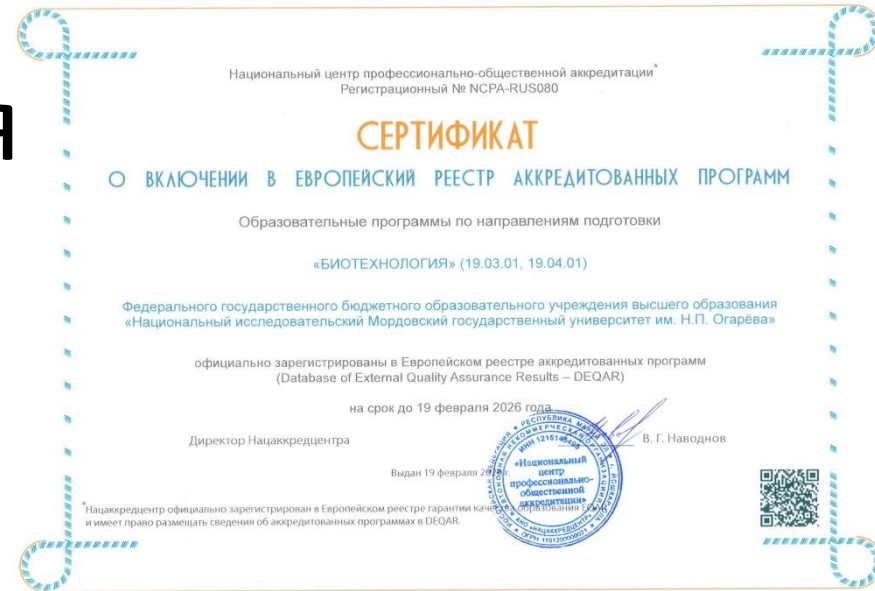 Я
Национальный центр профессионально-общественной аккредитации*
Регистрационный № NCPA-RUS080
СЕРТИФИКАТ
О ВКЛЮЧЕНИИ В ЕВРОПЕЙСКИЙ РЕЕСТР АККРЕДИТОВАННЫХ ПРОГРАММ
Образовательные программы по направлениям подготовки
«БИОТЕХНОЛОГИЯ» (19.03.01, 19.04.01)
Федерального государственного бюджетного образовательного учреждения высшего образования
«Национальный исследовательский Мордовский государственный университет им. Н.П. Огарёва»
официально зарегистрированы в Европейском реестре аккредитованных программ
(Database of External Quality Assurance Results – DEQAR)
на срок до 19 февраля 2026 года
Директор Нацаккредцентра В. Г. Наводнов
Выдан 19 февраля
«Национальный
центр
профессионально-
общественной
аккредитации»
*Нацаккредцентр официально зарегистрирован в Европейском реестре гарантии качества образования
и имеет право размещать сведения об аккредитованных программах в DEQAR.